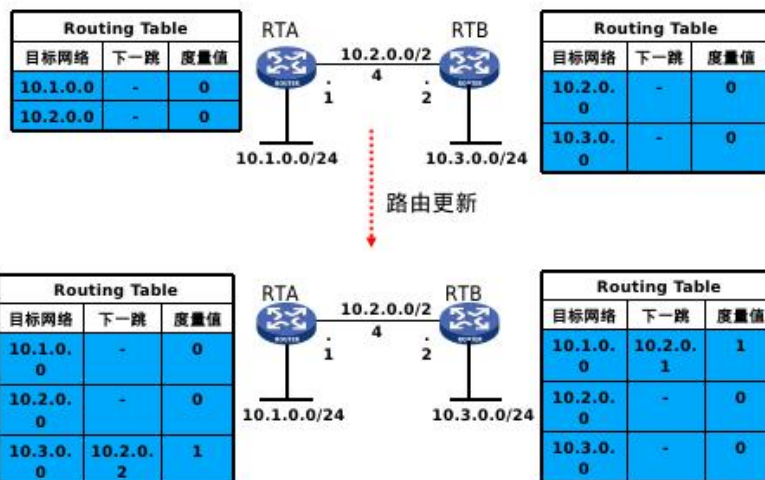 Routing Table
目标网络 下一跳 度量值
10.1.0.0 - 0
10.2.0.0 - 0
RTA
RTB
10.2.0.0/2
4
.
1
.
2
10.1.0.0/24
10.3.0.0/24
Routing Table
目标网络 下一跳 度量值
10.2.0.
0
- 0
10.3.0.
0
- 0
路由更新
Routing Table
目标网络 下一跳 度量值
10.1.0.
0
- 0
10.2.0.
0
- 0
10.3.0.
0
10.2.0.
2
1
RTA
RTB
10.2.0.0/2
4
.
1
.
2
10.1.0.0/24
10.3.0.0/24
Routing Table
目标网络 下一跳 度量值
10.1.0.
0
10.2.0.
1
1
10.2.0.
0
- 0
10.3.0.
0
- 0